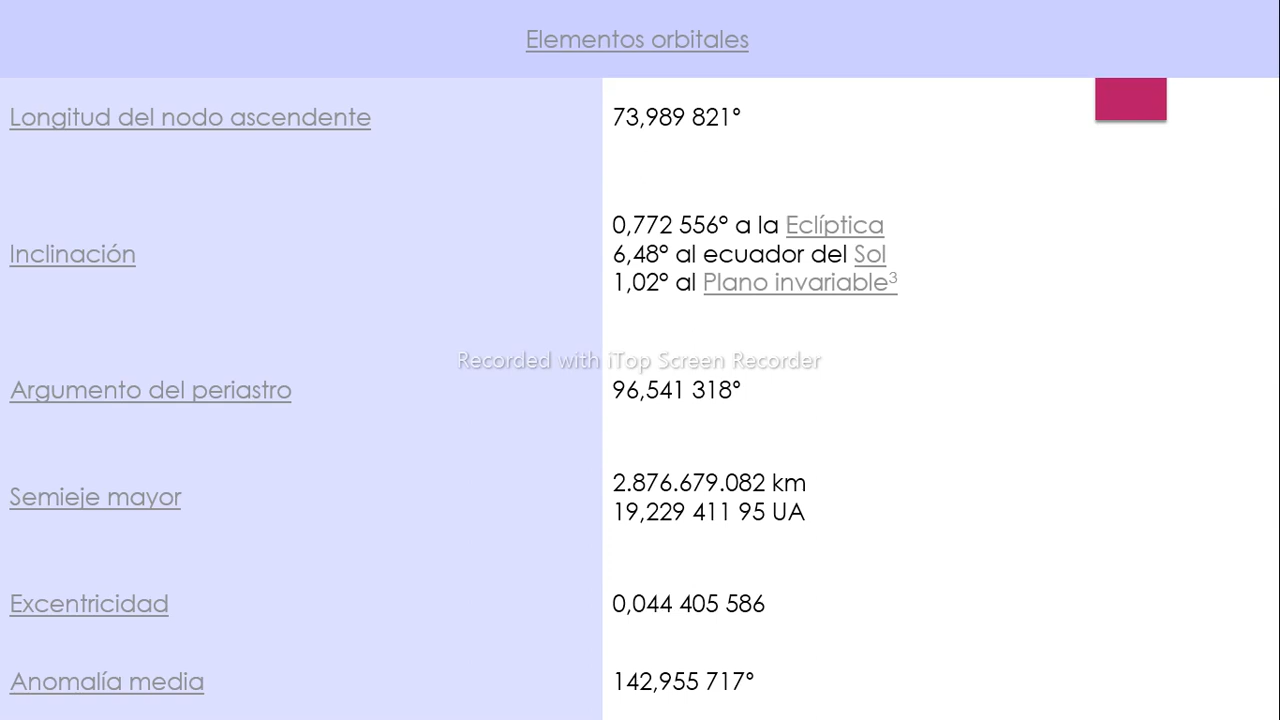 Elementos orbitales
Longitud del nodo ascendente
73,989 821°
Inclinación
0,772 556° a la Eclíptica
6,48° al ecuador del Sol
1,02° al Plano invariable³
Recorded with iTop Screen Recorder
Argumento del periastro
96,541 318°
Semieje mayor
2.876.679.082 km
19,229 411 95 UA
Excentricidad
0,044 405 586
Anomalía media
142,955 717°